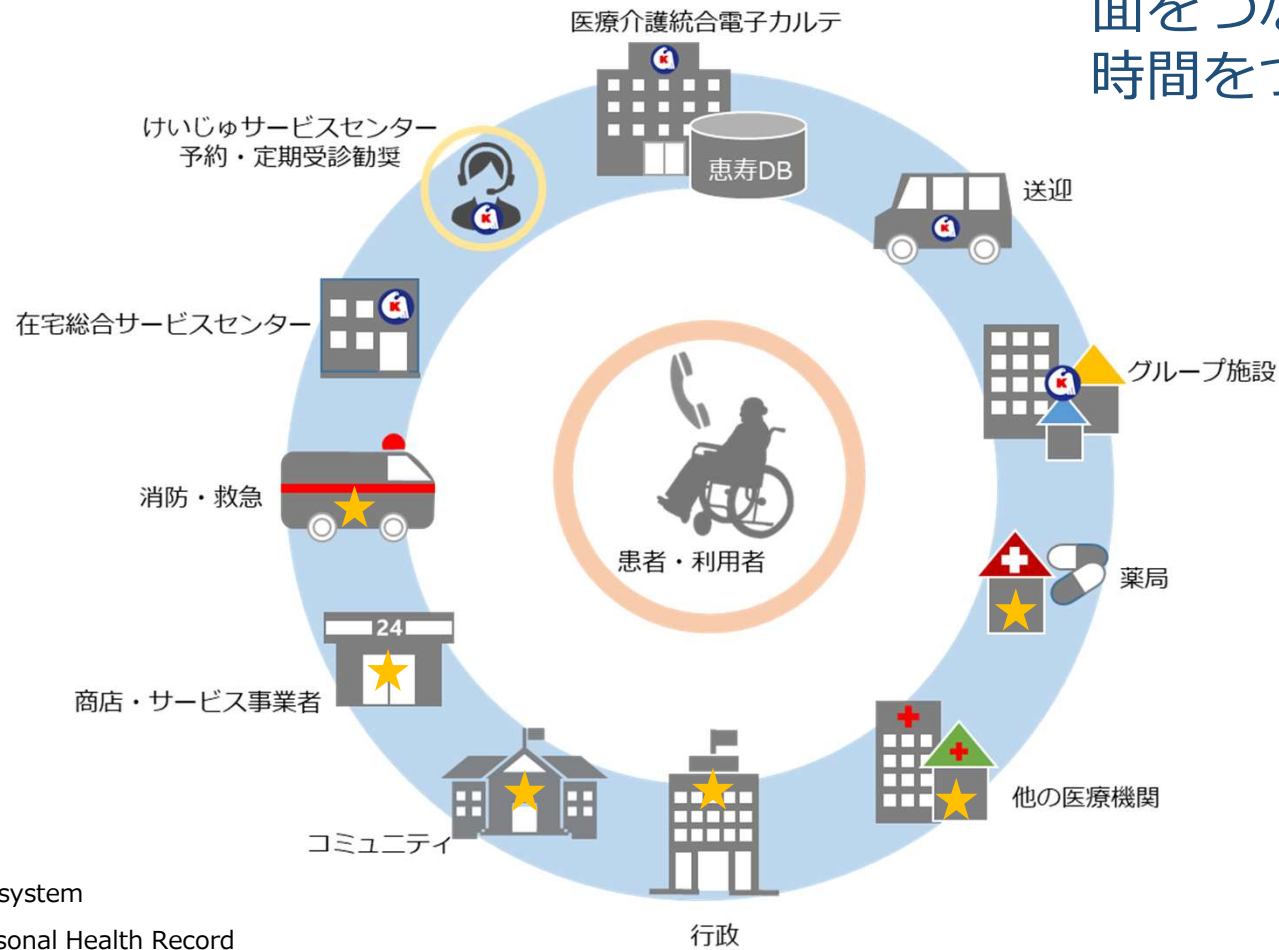 面をつな
時間をつ
医療介護統合電子カルテ
けいじゅサービスセンター
予約・定期受診勧奨
恵寿DB
送迎
在宅総合サービスセンター
グループ施設
消防・救急
患者・利用者
薬局
24
商店・サービス事業者
他の医療機関
コミュニティ
行政
system
sonal Health Record